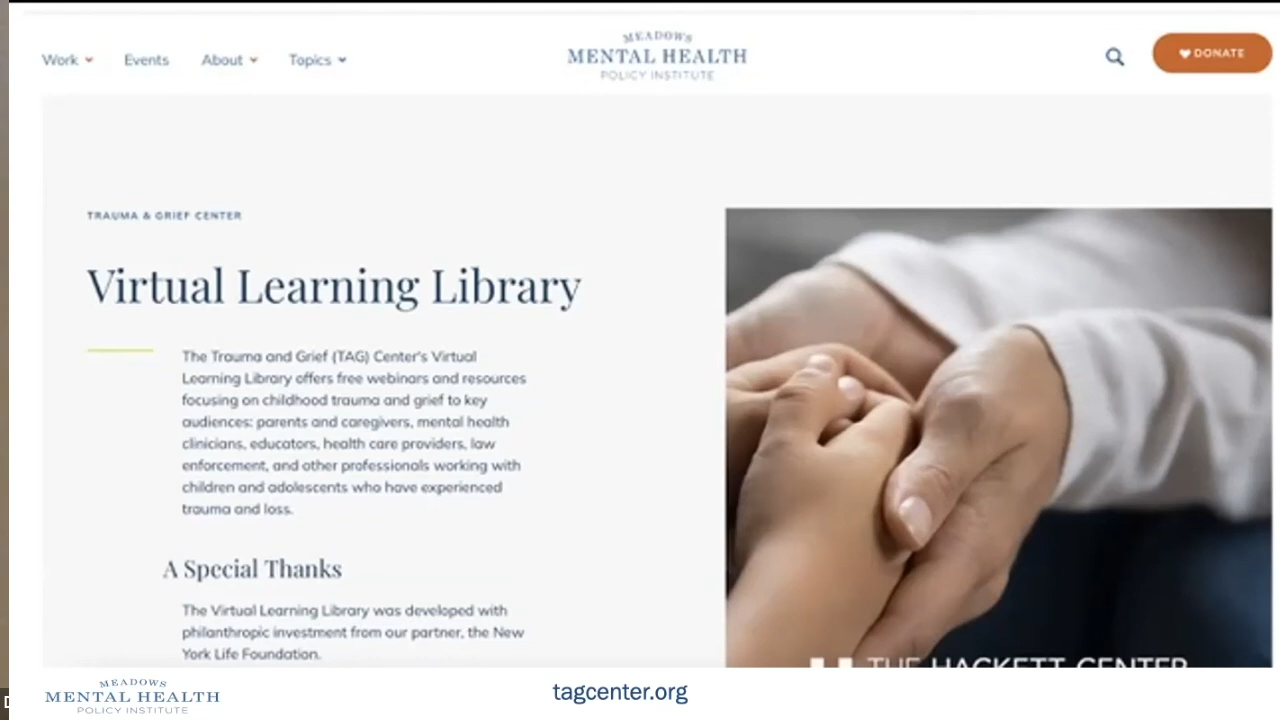 Work
Events
About
Topics
MEADOWS
MENTAL HEALTH
POLICY INSTITUTE
DONATE
TRAUMA & GRIEF CENTER
Virtual Learning Library
The Trauma and Grief (TAG) Center's Virtual
Learning Library offers free webinars and resources
focusing on childhood trauma and grief to key
audiences: parents and caregivers, mental health
clinicians, educators, health care providers, law
enforcement, and other professionals working with
children and adolescents who have experienced
trauma and loss.
A Special Thanks
The Virtual Learning Library was developed with
philanthropic investment from our partner, the New
York Life Foundation.
THE HACKETT CENTER
MEADOWS
MENTAL HEALTH
POLICY INSTITUTE
tagcenter.org